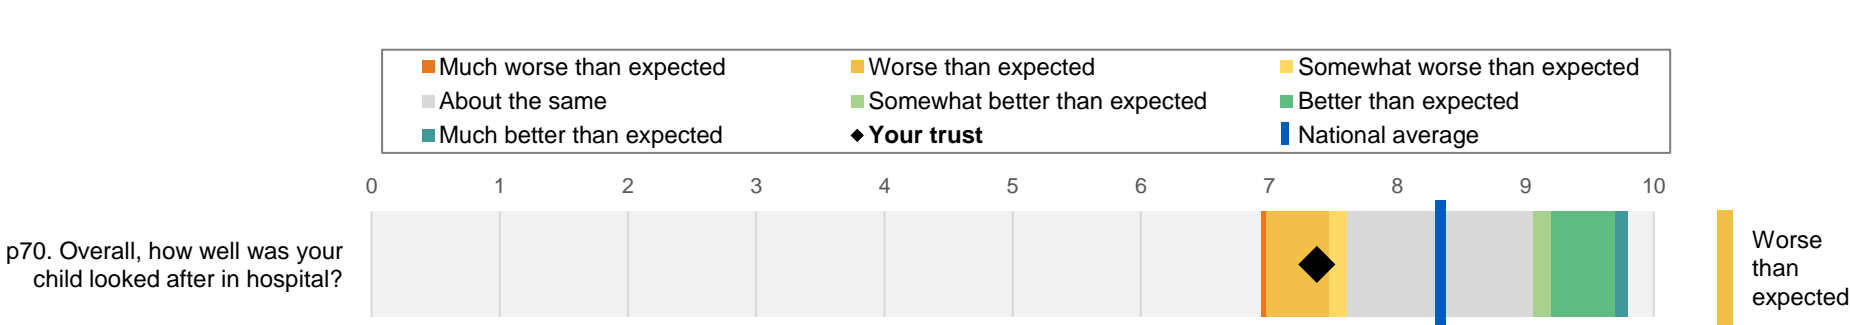 Much worse than expected Worse than expected Somewhat worse than expected
About the same Somewhat better than expected Better than expected
Much better than expected Your trust National average
0 1 2 3 4 5 6 7 8 9 10
p70. Overall, how well was your
child looked after in hospital?
Worse
than
expected